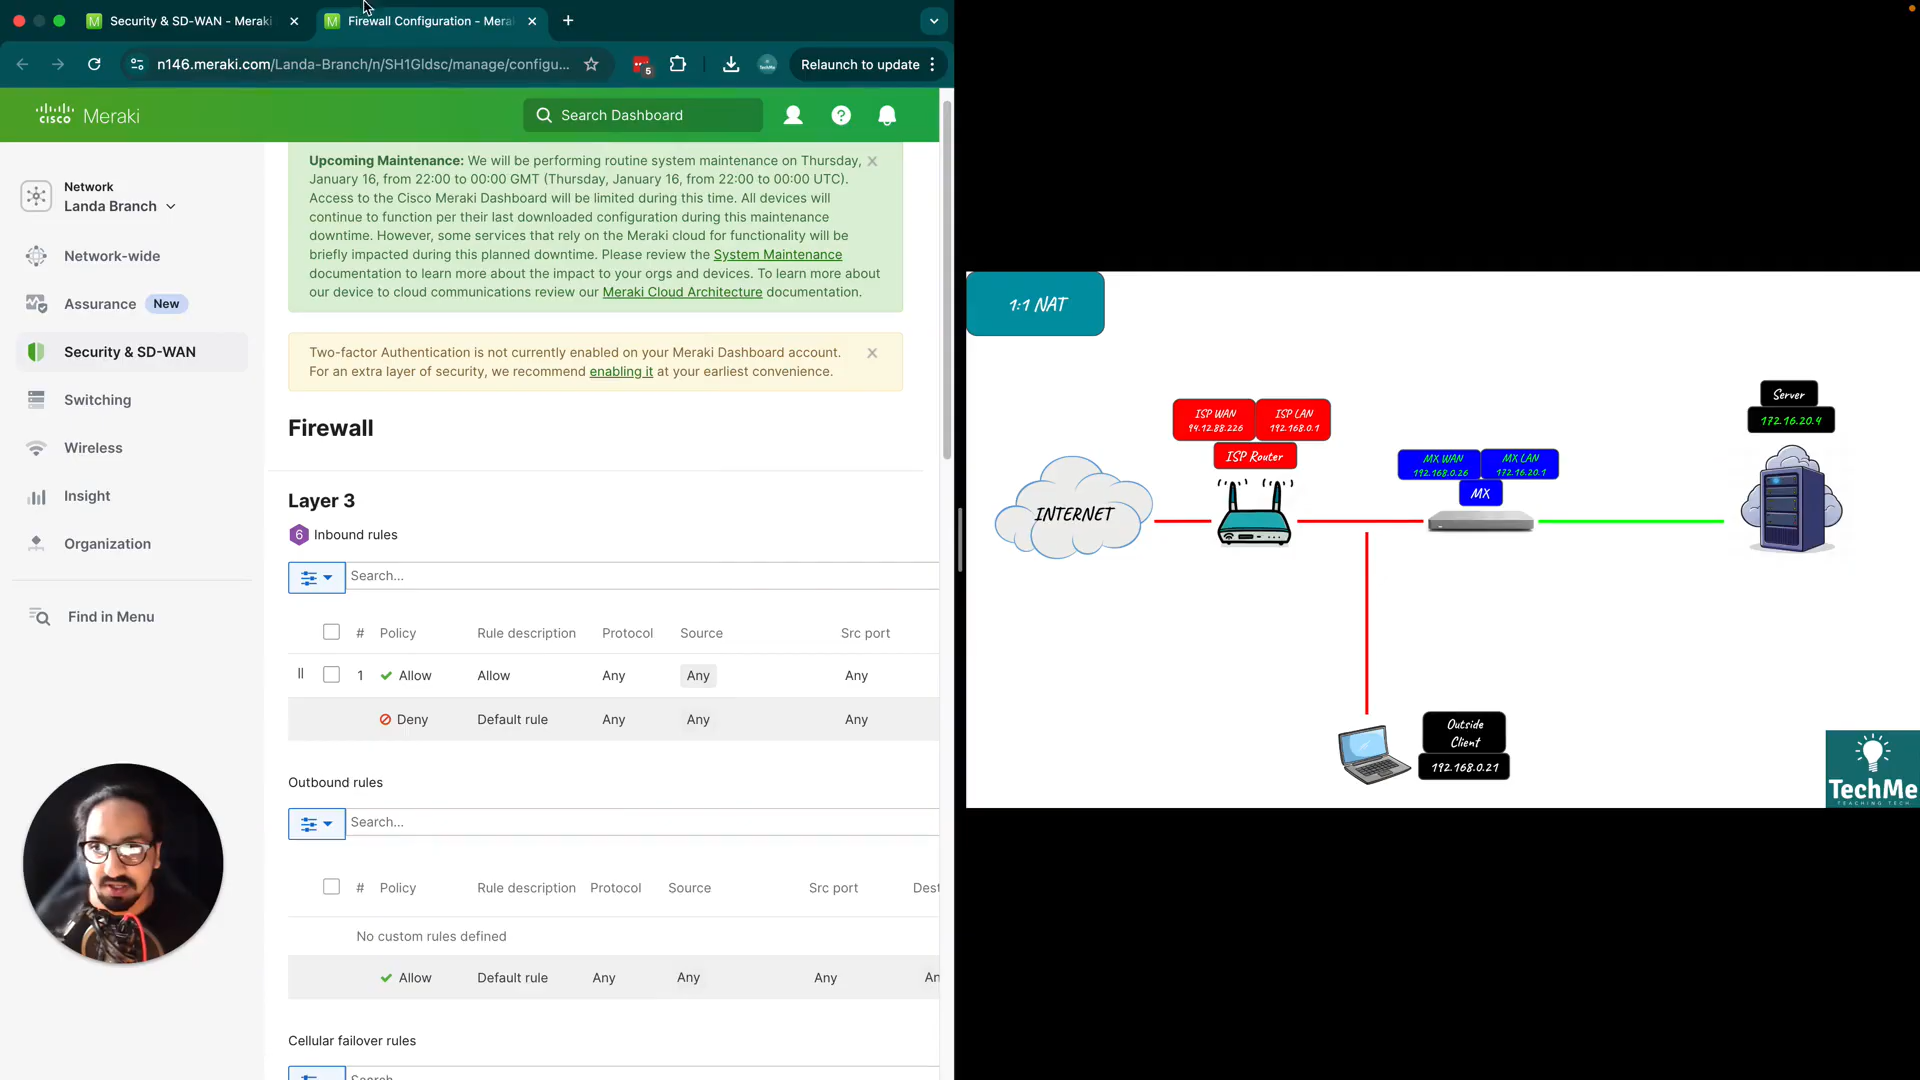 Security & SD-WAN - Meraki
Firewall Configuration - Mera
n146.meraki.com/Landa-Branch/n/SH1Gldsc/manage/configu...
5
Relaunch to update
cisco Meraki
Search Dashboard
Network
Landa Branch
Network-wide
Assurance New
Security & SD-WAN
Switching
Wireless
Insight
Organization
Find in Menu
Upcoming Maintenance: We will be performing routine system maintenance on Thursday,
January 16, from 22:00 to 00:00 GMT (Thursday, January 16, from 22:00 to 00:00 UTC).
Access to the Cisco Meraki Dashboard will be limited during this time. All devices will
continue to function per their last downloaded configuration during this maintenance
downtime. However, some services that rely on the Meraki cloud for functionality will be
briefly impacted during this planned downtime. Please review the System Maintenance
documentation to learn more about the impact to your orgs and devices. To learn more about
our device to cloud communications review our Meraki Cloud Architecture documentation.
Two-factor Authentication is not currently enabled on your Meraki Dashboard account.
For an extra layer of security, we recommend enabling it at your earliest convenience.
Firewall
Layer 3
6 Inbound rules
Search...
# Policy Rule description Protocol Source Src port
1 Allow Allow Any Any Any
Deny Default rule Any Any Any
Outbound rules
Search...
# Policy Rule description Protocol Source Src port Dest
No custom rules defined
Allow Default rule Any Any Any An
Cellular failover rules
Search
1:1 NAT
ISP WAN
94.12.88.226
ISP LAN
192.168.0.1
ISP Router
INTERNET
MX WAN
192.168.0.26
MX LAN
172.16.20.1
MX
Server
172.16.20.4
Outside
Client
192.168.0.21
TechMe
TEACHING TECH